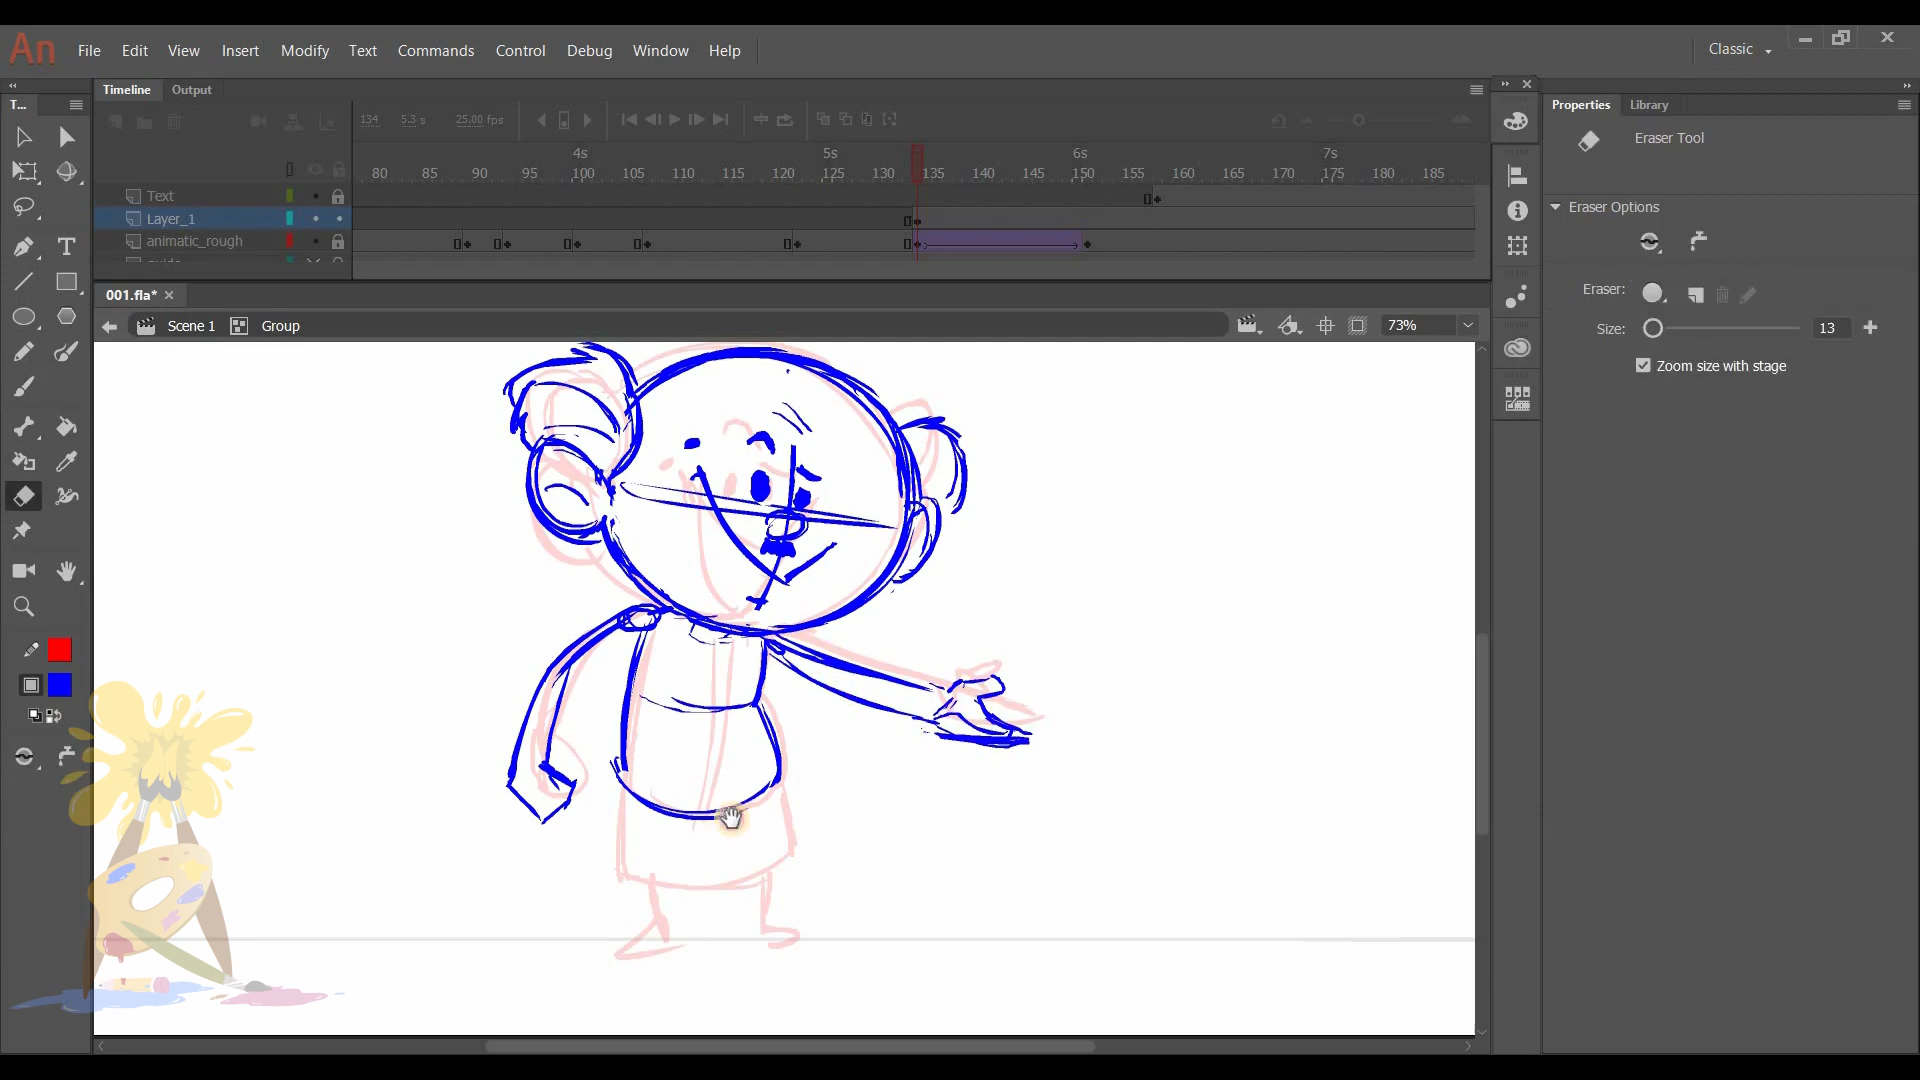 An File Edit View Insert Modify Text Commands Control Debug Window Help Classic
T...
Timeline Output
Properties Library
134 5.3 s 25.00 fps
Eraser Tool
4s 5s 6s 7s
80 85 90 95 100 105 110 115 120 125 130 135 140 145 150 155 160 165 170 175 180 185
Text
Layer_1
animatic_rough
Eraser Options
001.fla*
Eraser:
Scene 1 Group 73%
Size: 13
Zoom size with stage